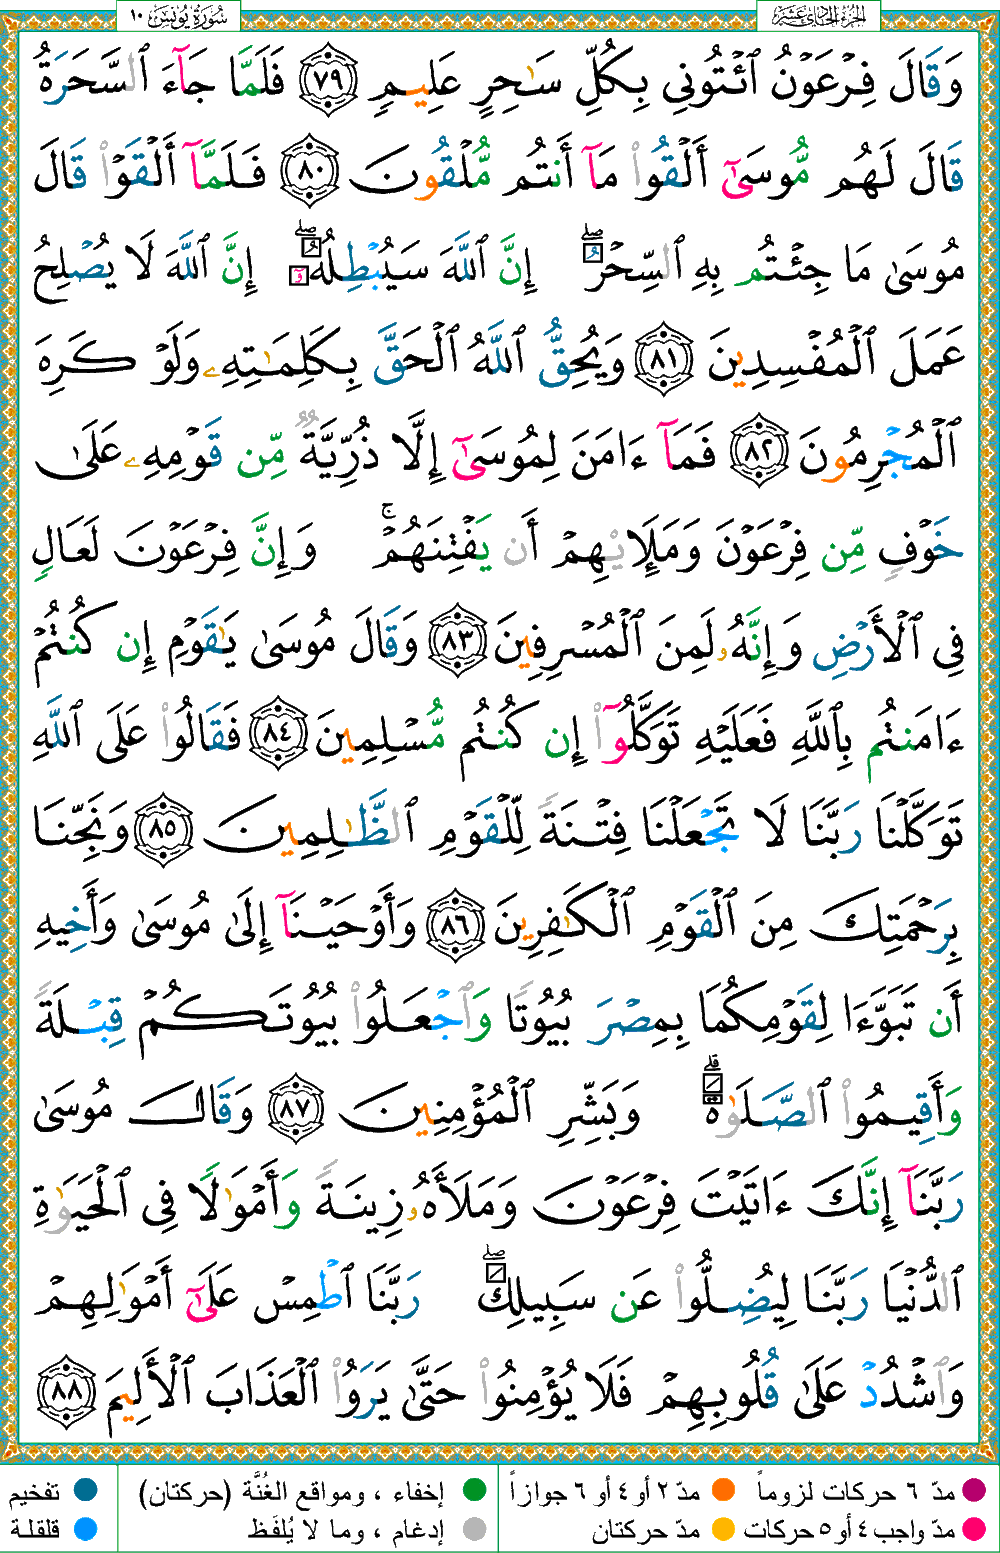 سُورَةُ يُونُسَ ١٠
الجُزءُ الحَادِي عَشَرَ
وَقَالَ فِرۡعَوۡنُ ٱئۡتُونِي بِكُلِّ سَٰحِرٍ عَلِيمٖ ٧٩ فَلَمَّا جَآءَ ٱلسَّحَرَةُ
قَالَ لَهُم مُّوسَىٰٓ أَلۡقُواْ مَآ أَنتُم مُّلۡقُونَ ٨٠ فَلَمَّآ أَلۡقَوۡاْ قَالَ
مُوسَىٰ مَا جِئۡتُم بِهِ ٱلسِّحۡرُۖ إِنَّ ٱللَّهَ سَيُبۡطِلُهُۥٓۖ إِنَّ ٱللَّهَ لَا يُصۡلِحُ
عَمَلَ ٱلۡمُفۡسِدِينَ ٨١ وَيُحِقُّ ٱللَّهُ ٱلۡحَقَّ بِكَلِمَٰتِهِۦ وَلَوۡ كَرِهَ
ٱلۡمُجۡرِمُونَ ٨٢ فَمَآ ءَامَنَ لِمُوسَىٰٓ إِلَّا ذُرِّيَّةٞ مِّن قَوۡمِهِۦ عَلَىٰ
خَوۡفٖ مِّن فِرۡعَوۡنَ وَمَلَإِيْهِمۡ أَن يَفۡتِنَهُمۡۚ وَإِنَّ فِرۡعَوۡنَ لَعَالٖ
فِي ٱلۡأَرۡضِ وَإِنَّهُۥ لَمِنَ ٱلۡمُسۡرِفِينَ ٨٣ وَقَالَ مُوسَىٰ يَٰقَوۡمِ إِن كُنتُمۡ
ءَامَنتُم بِٱللَّهِ فَعَلَيۡهِ تَوَكَّلُوٓاْ إِن كُنتُم مُّسۡلِمِينَ ٨٤ فَقَالُواْ عَلَى ٱللَّهِ
تَوَكَّلۡنَا رَبَّنَا لَا تَجۡعَلۡنَا فِتۡنَةٗ لِّلۡقَوۡمِ ٱلظَّٰلِمِينَ ٨٥ وَنَجِّنَا
بِرَحۡمَتِكَ مِنَ ٱلۡقَوۡمِ ٱلۡكَٰفِرِينَ ٨٦ وَأَوۡحَيۡنَآ إِلَىٰ مُوسَىٰ وَأَخِيهِ
أَن تَبَوَّءَا لِقَوۡمِكُمَا بِمِصۡرَ بُيُوتٗا وَٱجۡعَلُواْ بُيُوتَكُمۡ قِبۡلَةٗ
وَأَقِيمُواْ ٱلصَّلَوٰةَۗ وَبَشِّرِ ٱلۡمُؤۡمِنِينَ ٨٧ وَقَالَ مُوسَىٰ
رَبَّنَآ إِنَّكَ ءَاتَيۡتَ فِرۡعَوۡنَ وَمَلَأَهُۥ زِينَةٗ وَأَمۡوَٰلٗا فِي ٱلۡحَيَوٰةِ
ٱلدُّنۡيَا رَبَّنَا لِيُضِلُّواْ عَن سَبِيلِكَۖ رَبَّنَا ٱطۡمِسۡ عَلَىٰٓ أَمۡوَٰلِهِمۡ
وَٱشۡدُدۡ عَلَىٰ قُلُوبِهِمۡ فَلَا يُؤۡمِنُواْ حَتَّىٰ يَرَوُاْ ٱلۡعَذَابَ ٱلۡأَلِيمَ ٨٨
مدّ ٦ حركات لزوماً مدّ ٢ أو ٤ أو ٦ جوازاً إخفاء ، ومواقع الغُنَّة (حركتان) تفخيم
مدّ واجب ٤ أو ٥ حركات مدّ حركتان إدغام ، وما لا يُلفَظ قلقلة